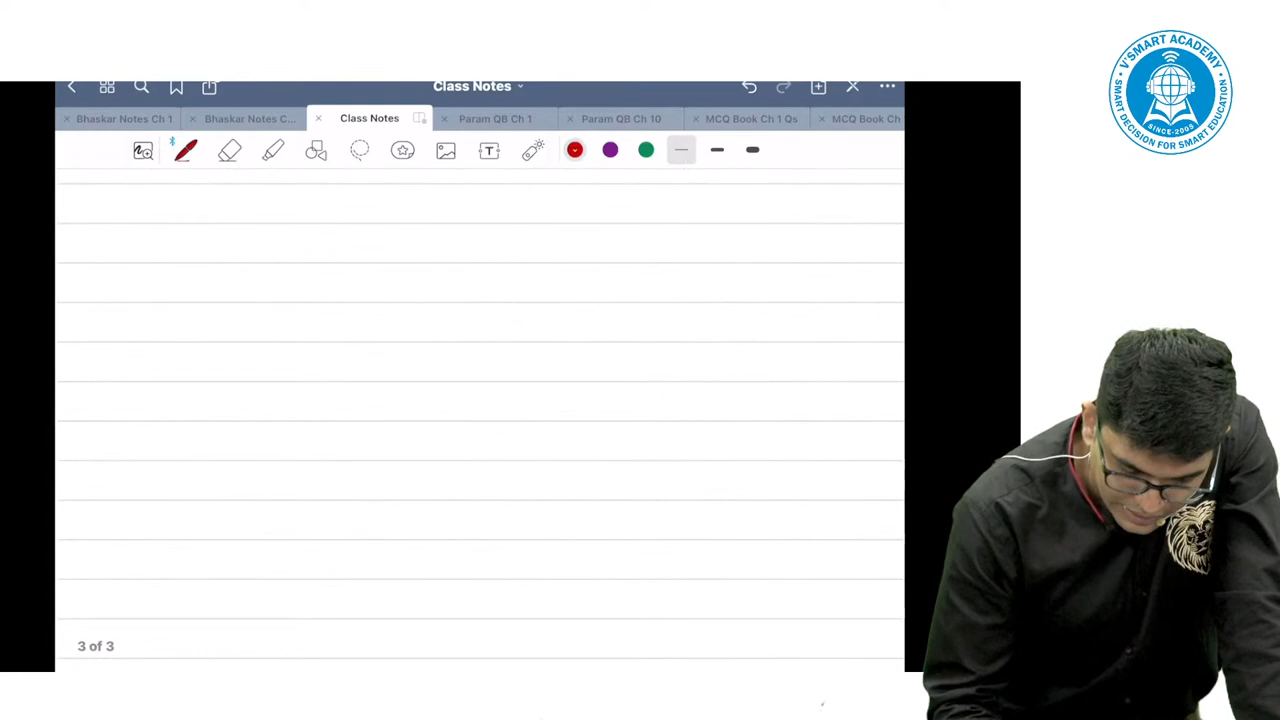 Class Notes
Bhaskar Notes Ch 1
Bhaskar Notes C...
Class Notes
Param QB Ch 1
Param QB Ch 10
MCQ Book Ch 1 Qs
MCQ Book Ch
3 of 3
V'SMART ACADEMY
SINCE-2005
SMART DECISION FOR SMART EDUCATION